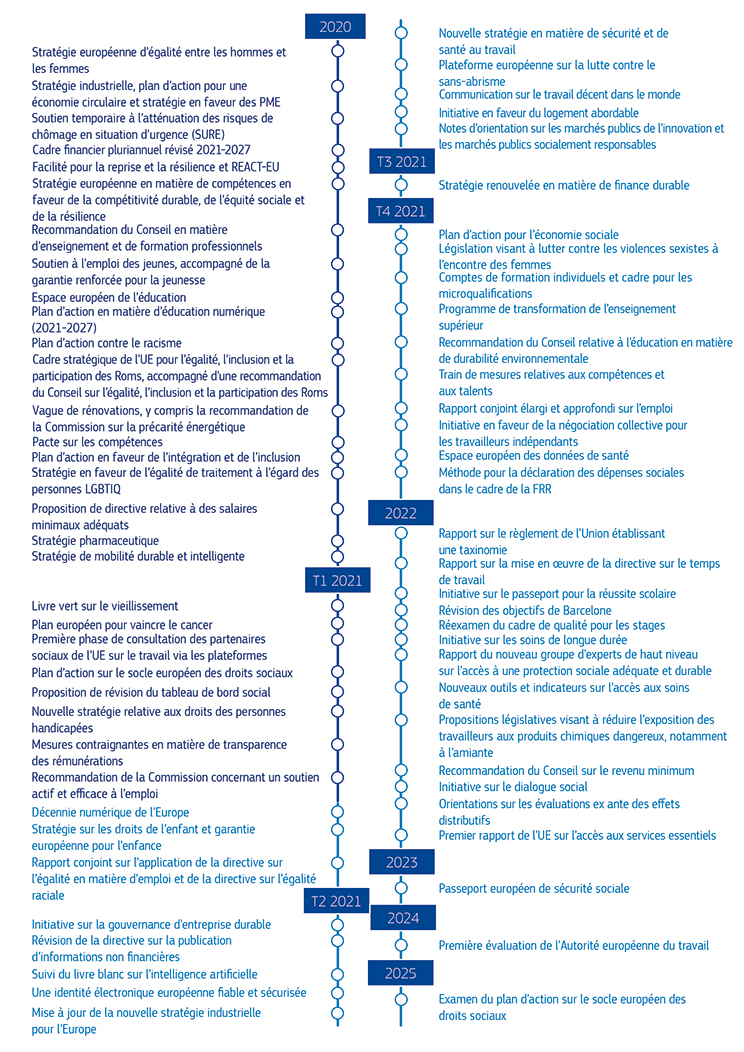 2020
Stratégie européenne d'égalité entre les hommes et
les femmes
Stratégie industrielle, plan d'action pour une
économie circulaire et stratégie en faveur des PME
Soutien temporaire à l'atténuation des risques de
chômage en situation d'urgence (SURE)
Cadre financier pluriannuel révisé 2021-2027
Facilité pour la reprise et la résilience et REACT-EU
Stratégie européenne en matière de compétences en
faveur de la compétitivité durable, de l'équité sociale et
de la résilience
Recommandation du Conseil en matière
d'enseignement et de formation professionnels
Soutien à l'emploi des jeunes, accompagné de la
garantie renforcée pour la jeunesse
Espace européen de l'éducation
Plan d'action en matière d'éducation numérique
(2021-2027)
Plan d'action contre le racisme
Cadre stratégique de l'UE pour l'égalité, l'inclusion et la
participation des Roms, accompagné d'une recommandation
du Conseil sur l'égalité, l'inclusion et la participation des Roms
Vague de rénovations, y compris la recommandation de
la Commission sur la précarité énergétique
Pacte sur les compétences
Plan d'action en faveur de l'intégration et de l'inclusion
Stratégie en faveur de l'égalité de traitement à l'égard des
personnes LGBTIQ
Proposition de directive relative à des salaires
minimaux adéquats
Stratégie pharmaceutique
Stratégie de mobilité durable et intelligente
T1 2021
Livre vert sur le vieillissement
Plan européen pour vaincre le cancer
Première phase de consultation des partenaires
sociaux de l'UE sur le travail via les plateformes
Plan d'action sur le socle européen des droits sociaux
Proposition de révision du tableau de bord social
Nouvelle stratégie relative aux droits des personnes
handicapées
Mesures contraignantes en matière de transparence
des rémunérations
Recommandation de la Commission concernant un soutien
actif et efficace à l'emploi
Décennie numérique de l'Europe
Stratégie sur les droits de l'enfant et garantie
européenne pour l'enfance
Rapport conjoint sur l'application de la directive sur
l'égalité en matière d'emploi et de la directive sur l'égalité
raciale
T2 2021
Initiative sur la gouvernance d'entreprise durable
Révision de la directive sur la publication
d'informations non financières
Suivi du livre blanc sur l'intelligence artificielle
Une identité électronique européenne fiable et sécurisée
Mise à jour de la nouvelle stratégie industrielle
pour l'Europe
Nouvelle stratégie en matière de sécurité et de
santé au travail
Plateforme européenne sur la lutte contre le
sans-abrisme
Communication sur le travail décent dans le monde
Initiative en faveur du logement abordable
Notes d'orientation sur les marchés publics de l'innovation et
les marchés publics socialement responsables
T3 2021
Stratégie renouvelée en matière de finance durable
T4 2021
Plan d'action pour l'économie sociale
Législation visant à lutter contre les violences sexistes à
l'encontre des femmes
Comptes de formation individuels et cadre pour les
microqualifications
Programme de transformation de l'enseignement
supérieur
Recommandation du Conseil relative à l'éducation en matière
de durabilité environnementale
Train de mesures relatives aux compétences et
aux talents
Rapport conjoint élargi et approfondi sur l'emploi
Initiative en faveur de la négociation collective pour
les travailleurs indépendants
Espace européen des données de santé
Méthode pour la déclaration des dépenses sociales
dans le cadre de la FRR
2022
Rapport sur le règlement de l'Union établissant
une taxinomie
Rapport sur la mise en œuvre de la directive sur le temps
de travail
Initiative sur le passeport pour la réussite scolaire
Révision des objectifs de Barcelone
Réexamen du cadre de qualité pour les stages
Initiative sur les soins de longue durée
Rapport du nouveau groupe d'experts de haut niveau
sur l'accès à une protection sociale adéquate et durable
Nouveaux outils et indicateurs sur l'accès aux soins
de santé
Propositions législatives visant à réduire l'exposition des
travailleurs aux produits chimiques dangereux, notamment
à l'amiante
Recommandation du Conseil sur le revenu minimum
Initiative sur le dialogue social
Orientations sur les évaluations ex ante des effets
distributifs
Premier rapport de l'UE sur l'accès aux services essentiels
2023
Passeport européen de sécurité sociale
2024
Première évaluation de l'Autorité européenne du travail
2025
Examen du plan d'action sur le socle européen des
droits sociaux